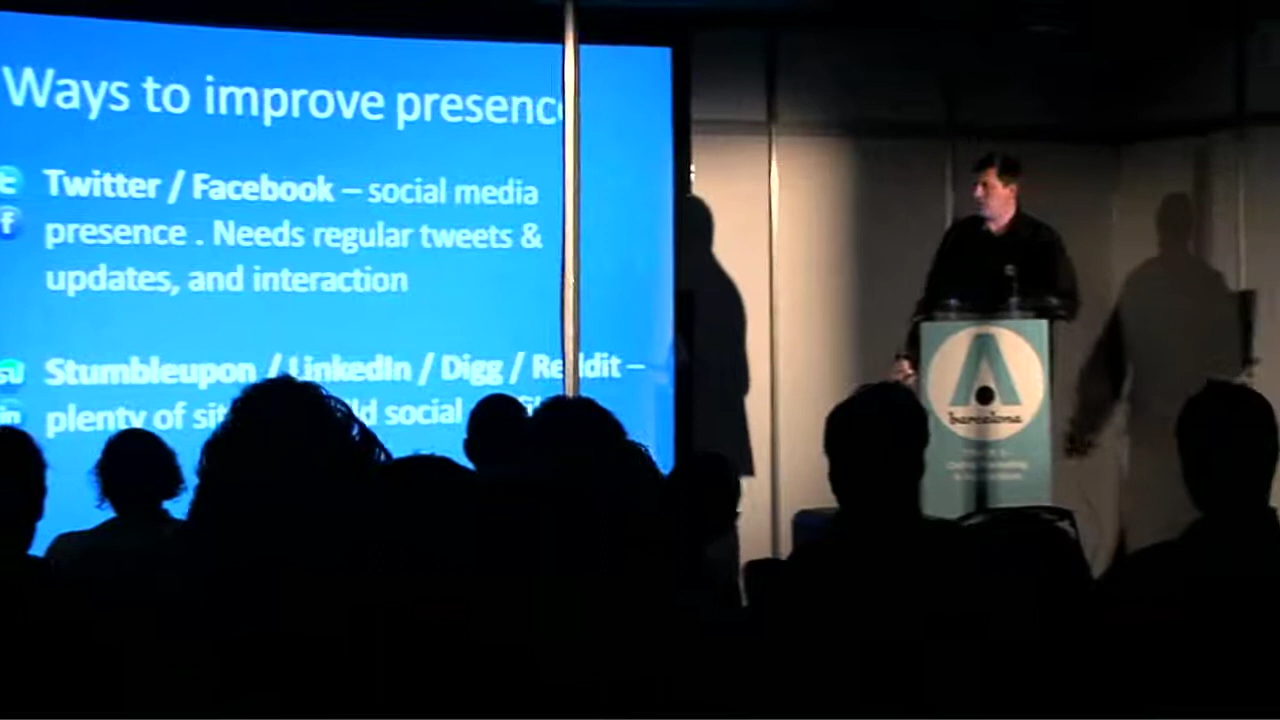 Ways to improve presenc
Twitter / Facebook – social media
presence . Needs regular tweets &
updates, and interaction
Stumbleupon / LinkedIn / Digg / Reddit –
plenty of social
f
in
barcelona